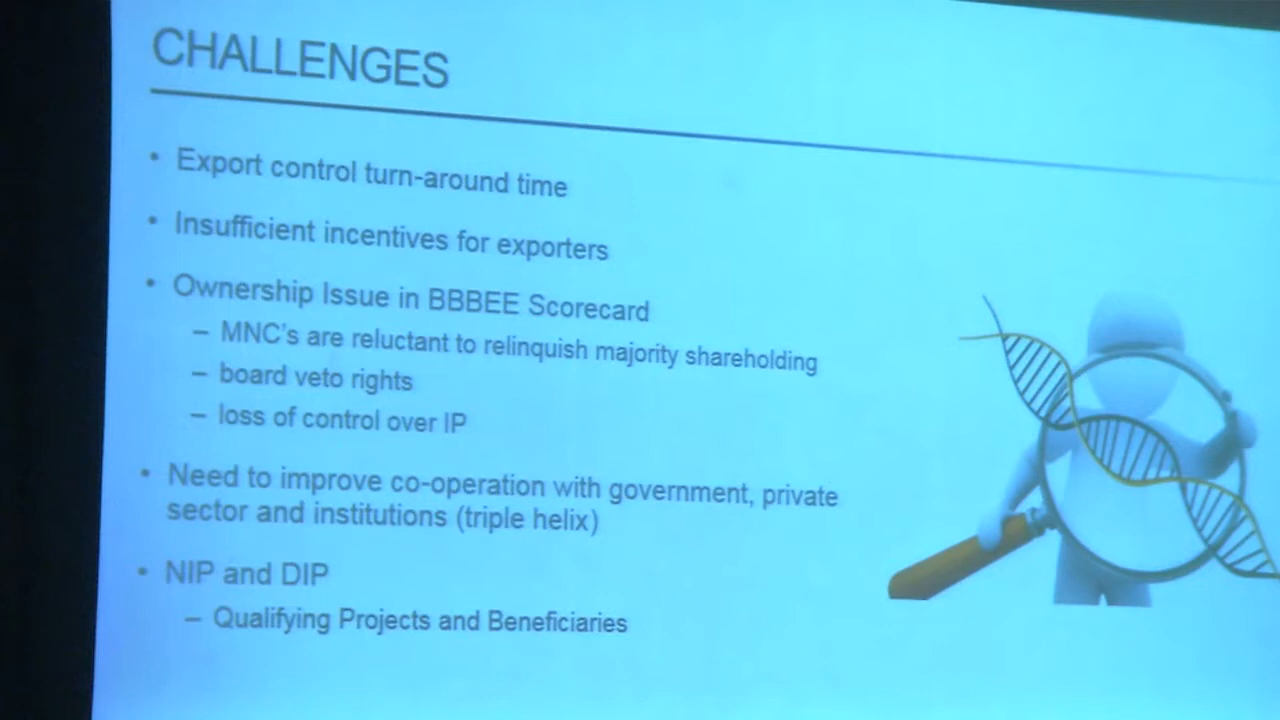 CHALLENGES
• Export control turn-around time
• Insufficient incentives for exporters
• Ownership Issue in BBBEE Scorecard
– MNC's are reluctant to relinquish majority shareholding
– board veto rights
– loss of control over IP
• Need to improve co-operation with government, private
sector and institutions (triple helix)
• NIP and DIP
– Qualifying Projects and Beneficiaries